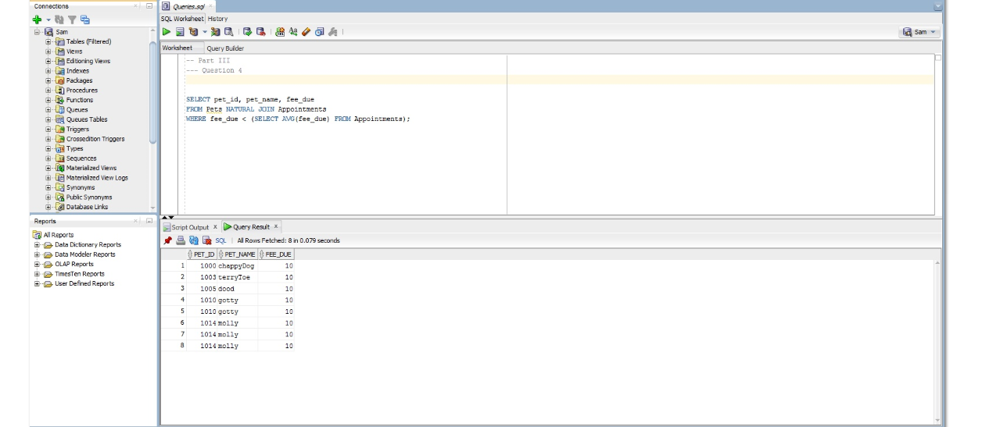 Connections
Sam
Tables (Filtered)
Views
Editioning Views
Indexes
Packages
Procedures
Functions
Queues
Queues Tables
Triggers
Crossedition Triggers
Types
Sequences
Materialized Views
Materialized View Logs
Synonyms
Public Synonyms
Database Links
Reports
All Reports
Data Dictionary Reports
Data Modeler Reports
OLAP Reports
TimesTen Reports
User Defined Reports
Queries.sql
SQL Worksheet History
Sam
Worksheet Query Builder
-- Part III
--- Question 4
SELECT pet_id, pet_name, fee_due
FROM Pets NATURAL JOIN Appointments
WHERE fee_due < (SELECT AVG(fee_due) FROM Appointments);
Script Output x Query Result x
SQL | All Rows Fetched: 8 in 0.079 seconds
PET_ID PET_NAME FEE_DUE
1 1000 chappyDog 10
2 1003 terryToe 10
3 1005 dood 10
4 1010 gotty 10
5 1010 gotty 10
6 1014 molly 10
7 1014 molly 10
8 1014 molly 10